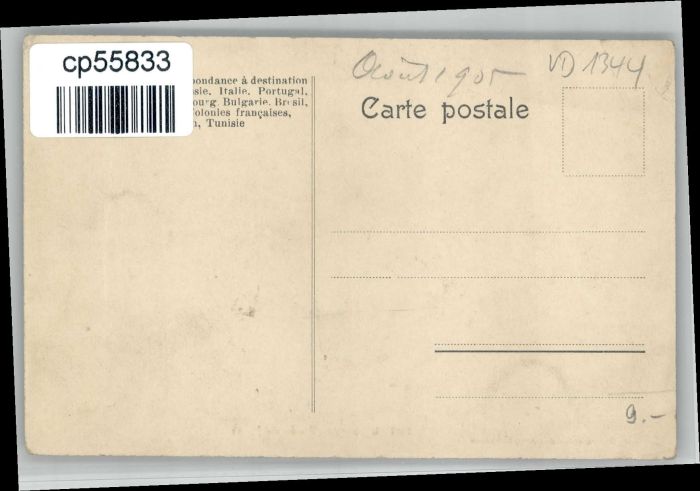 cp55833
pondance à destination
sie, Italie, Portugal,
ourg, Bulgarie, Brésil,
olonies françaises,
n, Tunisie
Août 1905
VD 1344
Carte postale
9.-